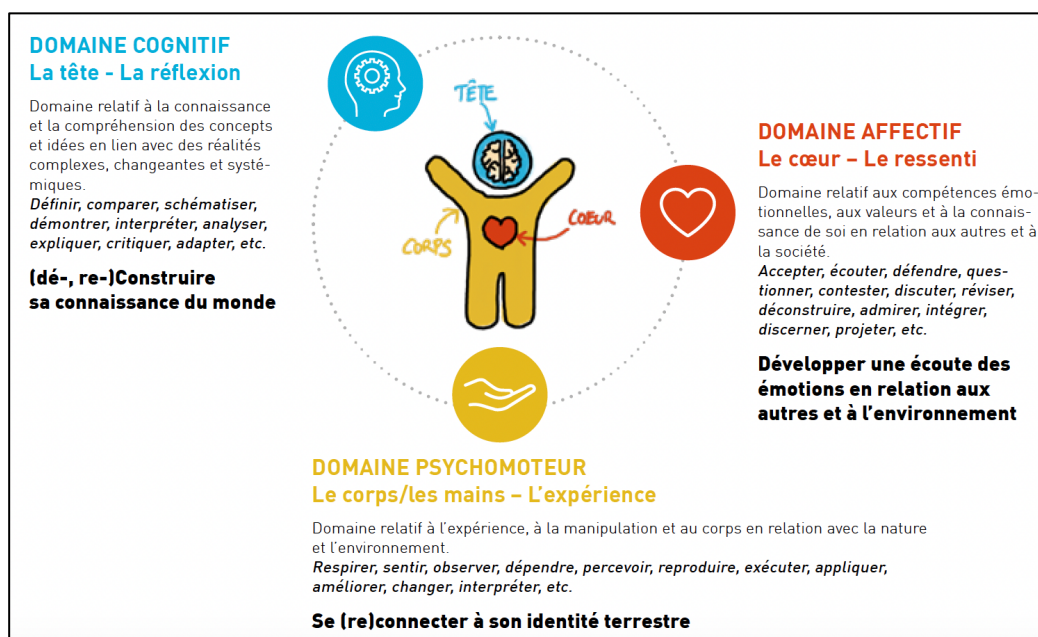 DOMAINE COGNITIF
La tête - La réflexion
Domaine relatif à la connaissance
et la compréhension des concepts
et idées en lien avec des réalités
complexes, changeantes et systé-
miques.
Définir, comparer, schématiser,
démontrer, interpréter, analyser,
expliquer, critiquer, adapter, etc.
(dé-, re-)Construire
sa connaissance du monde
TÊTE
COEUR
CORPS
DOMAINE AFFECTIF
Le cœur – Le ressenti
Domaine relatif aux compétences émo-
tionnelles, aux valeurs et à la connais-
sance de soi en relation aux autres et à
la société.
Accepter, écouter, défendre, ques-
tionner, contester, discuter, réviser,
déconstruire, admirer, intégrer,
discerner, projeter, etc.
Développer une écoute des
émotions en relation aux
autres et à l’environnement
DOMAINE PSYCHOMOTEUR
Le corps/les mains – L’expérience
Domaine relatif à l’expérience, à la manipulation et au corps en relation avec la nature
et l’environnement.
Respirer, sentir, observer, dépendre, percevoir, reproduire, exécuter, appliquer,
améliorer, changer, interpréter, etc.
Se (re)connecter à son identité terrestre